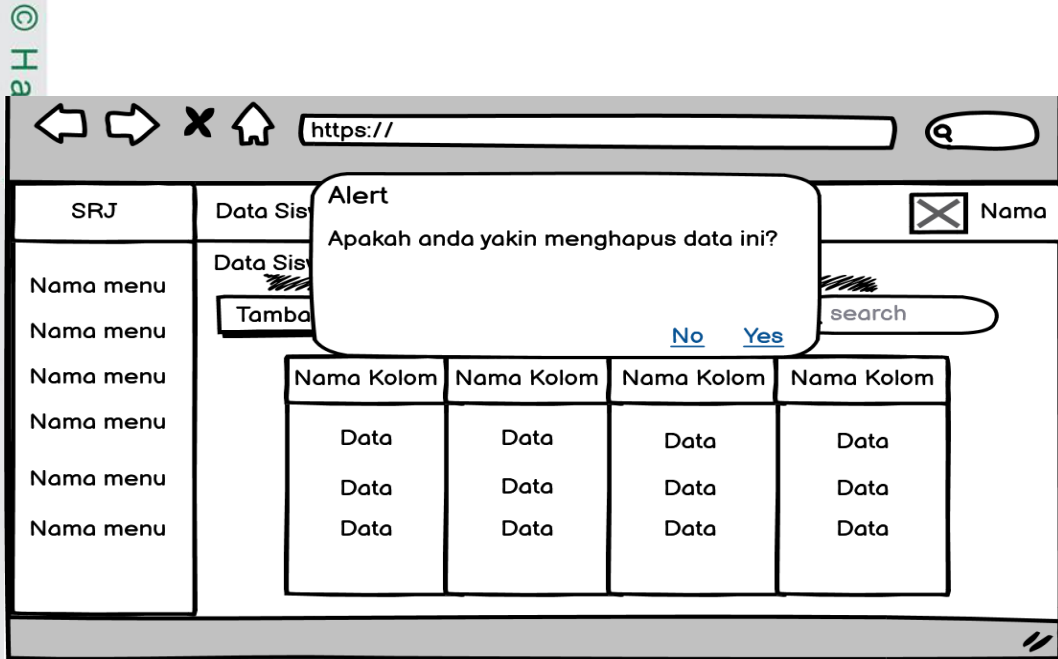 © Ha
https://
SRJ
Data Sis
Nama
Alert
Apakah anda yakin menghapus data ini?
No Yes
Data Sis
Tamba
search
Nama menu
Nama menu
Nama menu
Nama menu
Nama menu
Nama menu
Nama Kolom Nama Kolom Nama Kolom Nama Kolom
Data Data Data Data
Data Data Data Data
Data Data Data Data